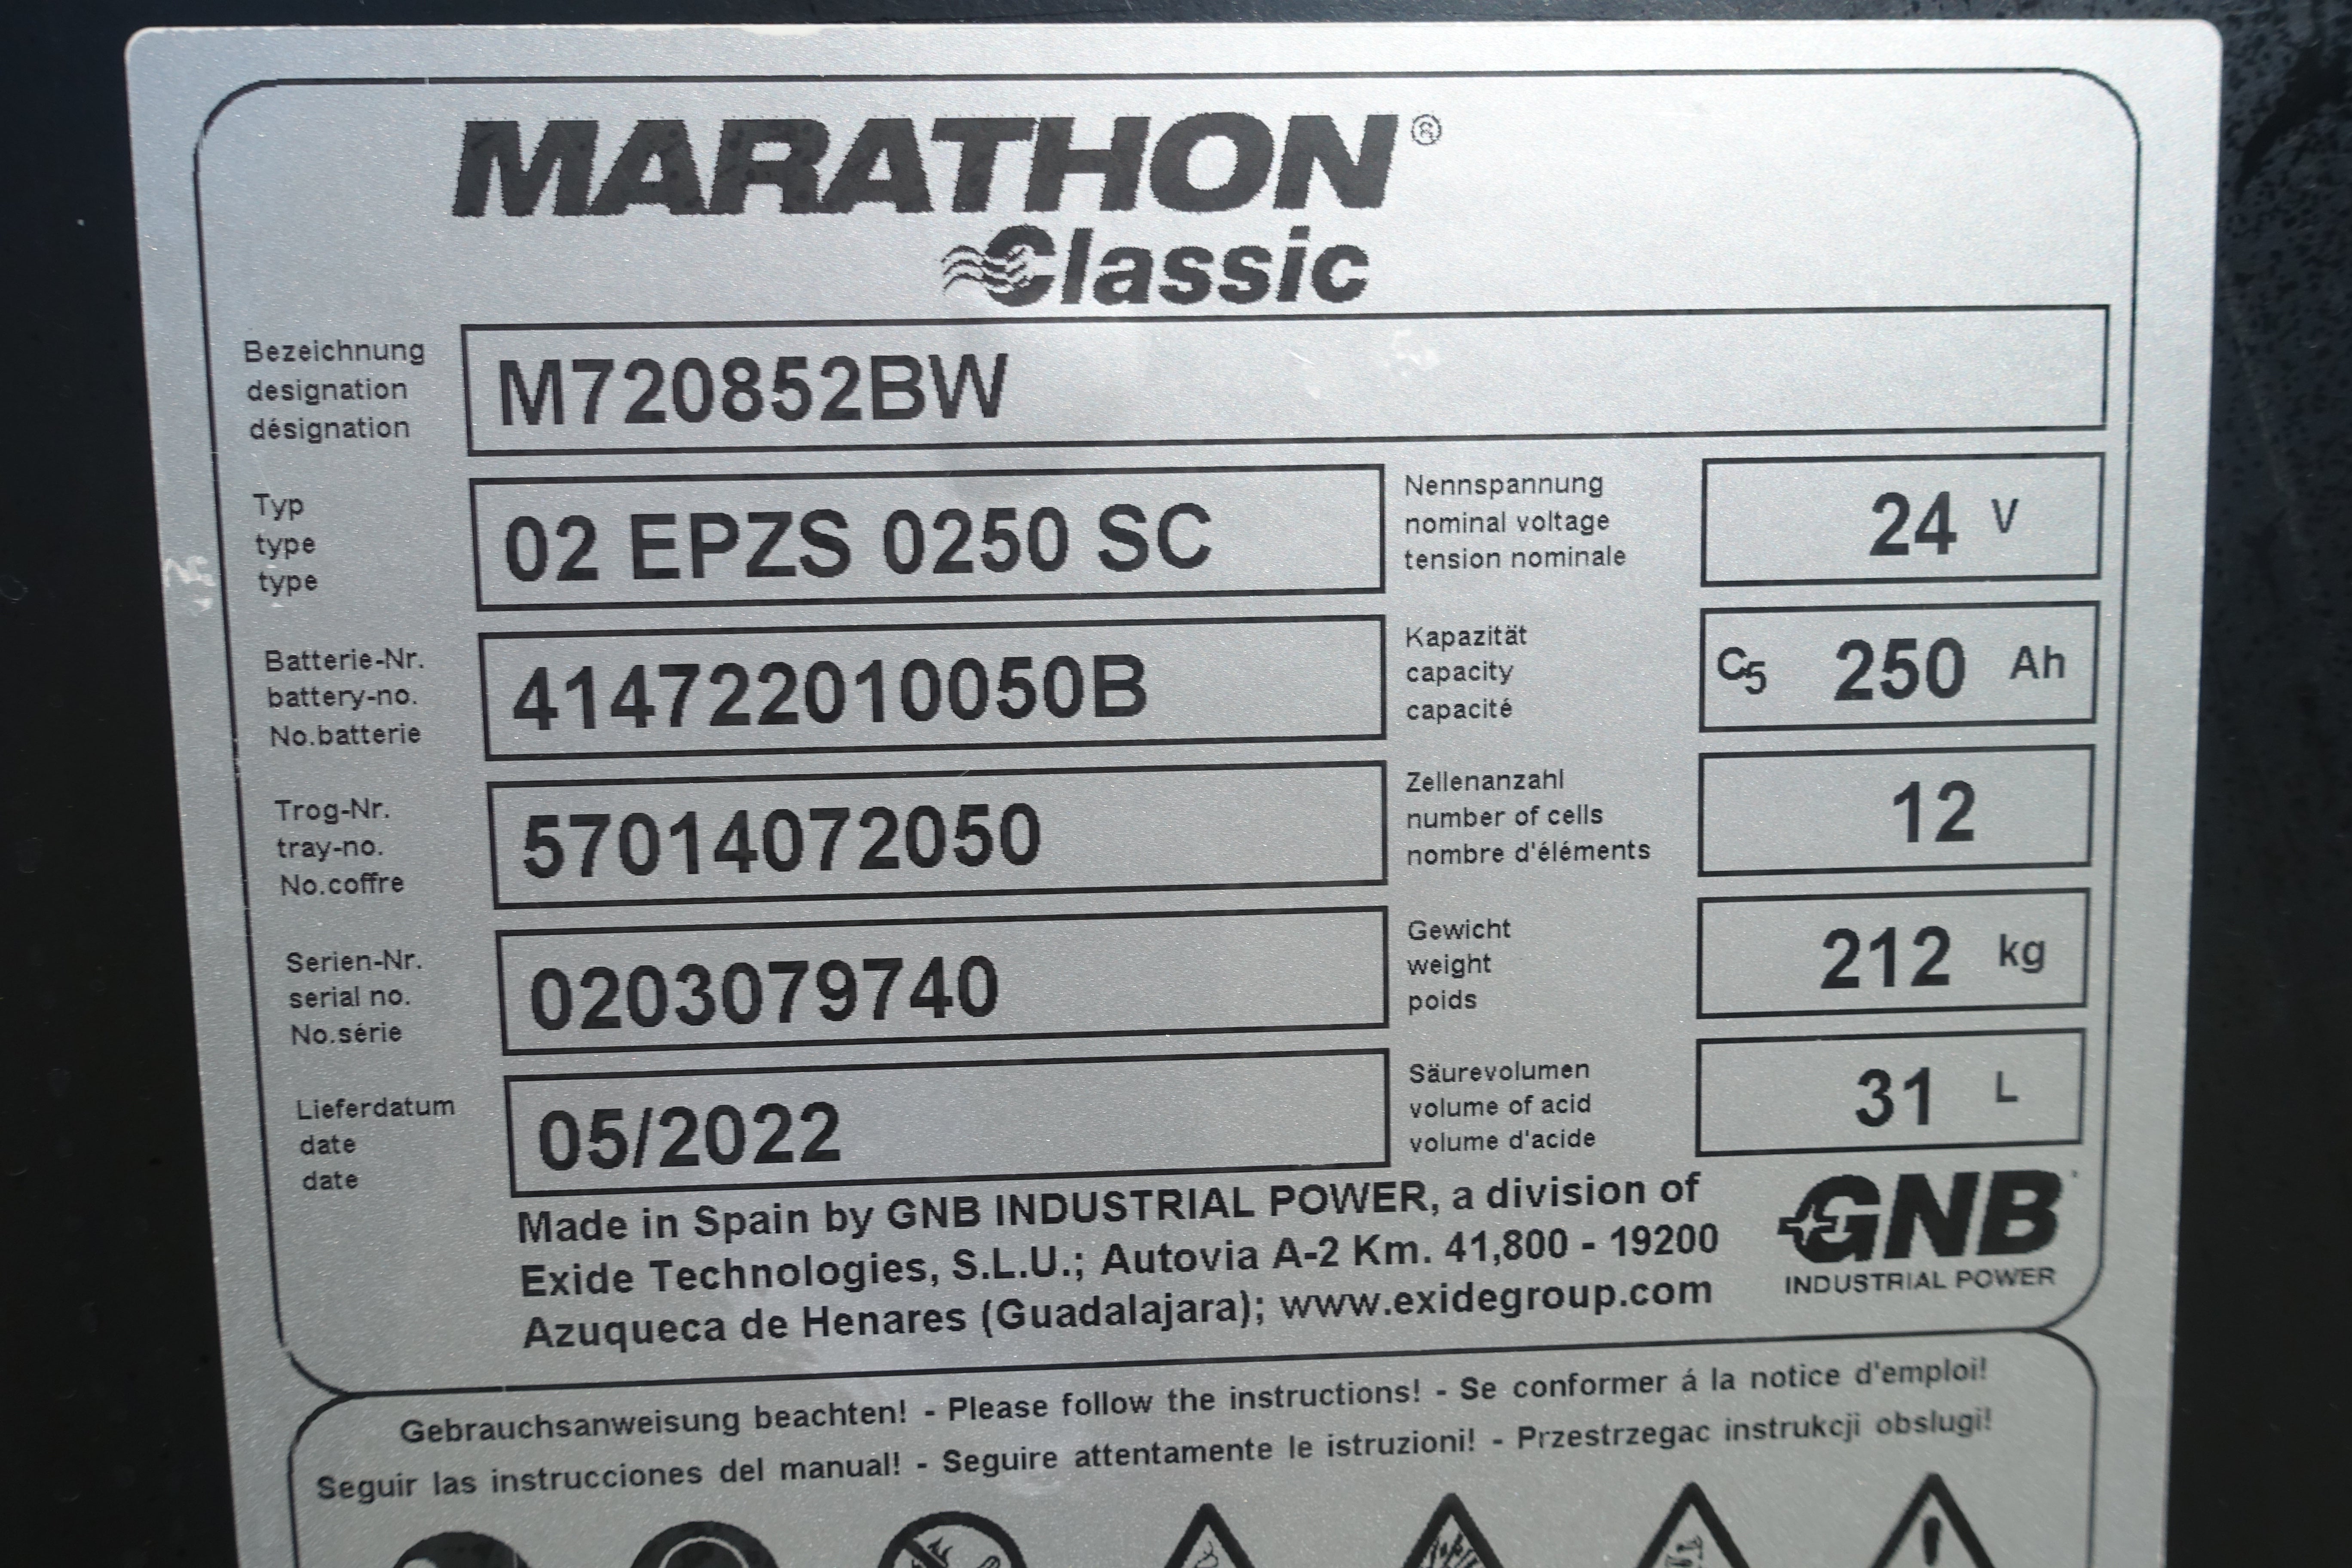 MARATHON®
Classic
Bezeichnung
designation
désignation
M720852BW
Typ
type
type
02 EPZS 0250 SC
Nennspannung
nominal voltage
tension nominale
24 V
Batterie-Nr.
battery-no.
No.batterie
414722010050B
Kapazität
capacity
capacité
C5 250 Ah
Trog-Nr.
tray-no.
No.coffre
57014072050
Zellenanzahl
number of cells
nombre d'éléments
12
Serien-Nr.
serial no.
No.série
0203079740
Gewicht
weight
poids
212 kg
Lieferdatum
date
date
05/2022
Säurevolumen
volume of acid
volume d'acide
31 L
Made in Spain by GNB INDUSTRIAL POWER, a division of
Exide Technologies, S.L.U.; Autovia A-2 Km. 41,800 - 19200
Azuqueca de Henares (Guadalajara); www.exidegroup.com
GNB
INDUSTRIAL POWER
Gebrauchsanweisung beachten! - Please follow the instructions! - Se conformer á la notice d'emploi!
Seguir las instrucciones del manual! - Seguire attentamente le istruzioni! - Przestrzegac instrukcji obslugi!